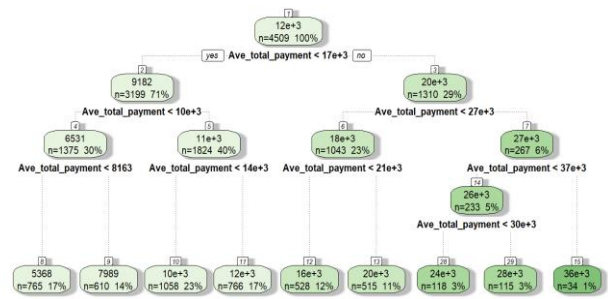 1
12e+3
n=4509 100%
yes Ave_total_payment < 17e+3 no
2
9182
n=3199 71%
3
20e+3
n=1310 29%
Ave_total_payment < 10e+3
Ave_total_payment < 27e+3
4
6531
n=1375 30%
5
11e+3
n=1824 40%
6
18e+3
n=1043 23%
7
27e+3
n=267 6%
Ave_total_payment < 8163
Ave_total_payment < 14e+3
Ave_total_payment < 21e+3
Ave_total_payment < 37e+3
14
26e+3
n=233 5%
Ave_total_payment < 30e+3
8
5368
n=765 17%
9
7989
n=610 14%
10
10e+3
n=1058 23%
11
12e+3
n=766 17%
12
16e+3
n=528 12%
13
20e+3
n=515 11%
28
24e+3
n=118 3%
29
28e+3
n=115 3%
15
36e+3
n=34 1%